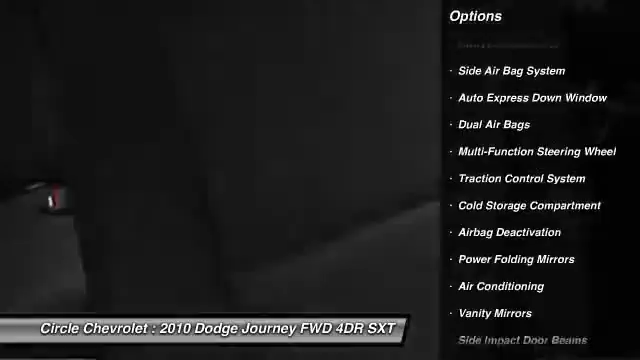 Options
· Side Air Bag System
· Auto Express Down Window
· Dual Air Bags
· Multi-Function Steering Wheel
· Traction Control System
· Cold Storage Compartment
· Airbag Deactivation
· Power Folding Mirrors
· Air Conditioning
· Vanity Mirrors
Side Impact Door Beams
Circle Chevrolet : 2010 Dodge Journey FWD 4DR SXT